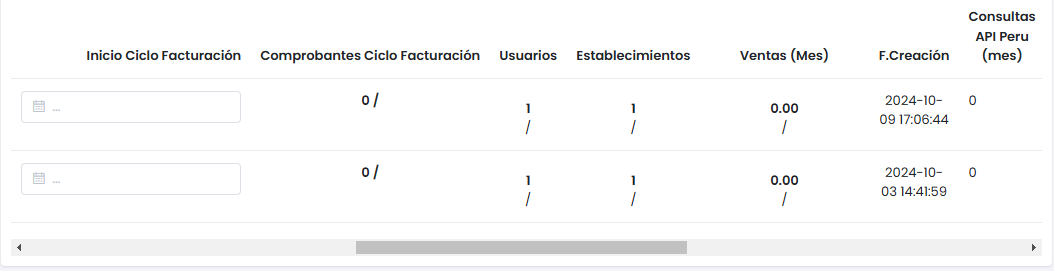 Inicio Ciclo Facturación Comprobantes Ciclo Facturación Usuarios Establecimientos Ventas (Mes) F.Creación Consultas
API Peru
(mes)
... 0 / 1 1 0.00 2024-10- 0
/ / / 09 17:06:44
... 0 / 1 1 0.00 2024-10- 0
/ / / 03 14:41:59